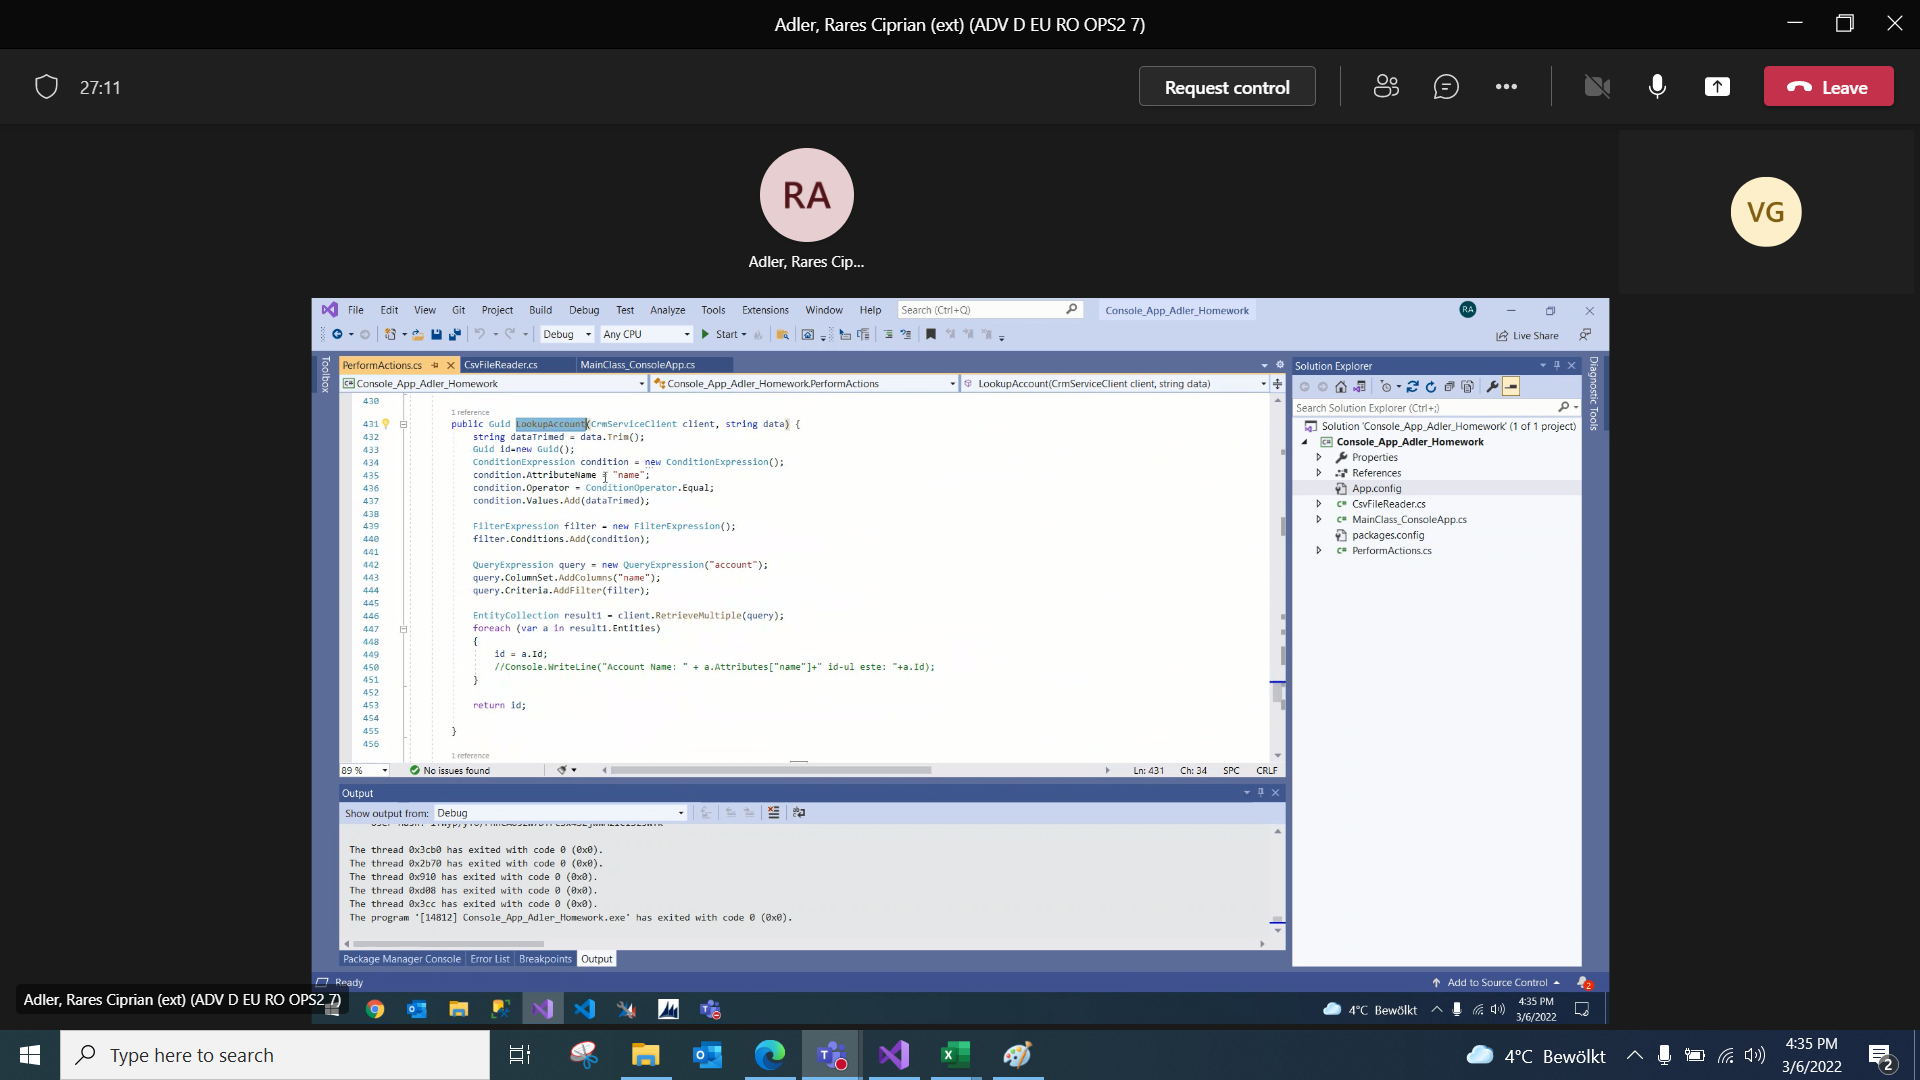 Adler, Rares Ciprian (ext) (ADV D EU RO OPS2 7)
27:11
Request control
Leave
RA
Adler, Rares Cip...
VG
File Edit View Git Project Build Debug Test Analyze Tools Extensions Window Help Search (Ctrl+Q) Console_App_Adler_Homework RA
Debug Any CPU Start Live Share
Toolbox
PerformActions.cs CsvFileReader.cs MainClass_ConsoleApp.cs
Console_App_Adler_Homework Console_App_Adler_Homework.PerformActions LookupAccount(CrmServiceClient client, string data)
430
1 reference
431 public Guid LookupAccount(CrmServiceClient client, string data) {
432 string dataTrimed = data.Trim();
433 Guid id=new Guid();
434 ConditionExpression condition = new ConditionExpression();
435 condition.AttributeName = "name";
436 condition.Operator = ConditionOperator.Equal;
437 condition.Values.Add(dataTrimed);
438
439 FilterExpression filter = new FilterExpression();
440 filter.Conditions.Add(condition);
441
442 QueryExpression query = new QueryExpression("account");
443 query.ColumnSet.AddColumns("name");
444 query.Criteria.AddFilter(filter);
445
446 EntityCollection result1 = client.RetrieveMultiple(query);
447 foreach (var a in result1.Entities)
448 {
449 id = a.Id;
450 //Console.WriteLine("Account Name: " + a.Attributes["name"]+" id-ul este: "+a.Id);
451 }
452
453 return id;
454
455 }
456
1 reference
89 % No issues found Ln: 431 Ch: 34 SPC CRLF
Output
Show output from: Debug
The thread 0x3cb0 has exited with code 0 (0x0).
The thread 0x2b70 has exited with code 0 (0x0).
The thread 0x910 has exited with code 0 (0x0).
The thread 0xd08 has exited with code 0 (0x0).
The thread 0x3cc has exited with code 0 (0x0).
The program '[14812] Console_App_Adler_Homework.exe' has exited with code 0 (0x0).
Package Manager Console Error List Breakpoints Output
Solution Explorer
Search Solution Explorer (Ctrl+;)
Solution 'Console_App_Adler_Homework' (1 of 1 project)
Console_App_Adler_Homework
Properties
References
App.config
CsvFileReader.cs
MainClass_ConsoleApp.cs
packages.config
PerformActions.cs
Diagnostic Tools
Ready Add to Source Control 2
Adler, Rares Ciprian (ext) (ADV D EU RO OPS2 7)
4°C Bewölkt 4:35 PM
3/6/2022
Type here to search
4°C Bewölkt 4:35 PM
3/6/2022
2